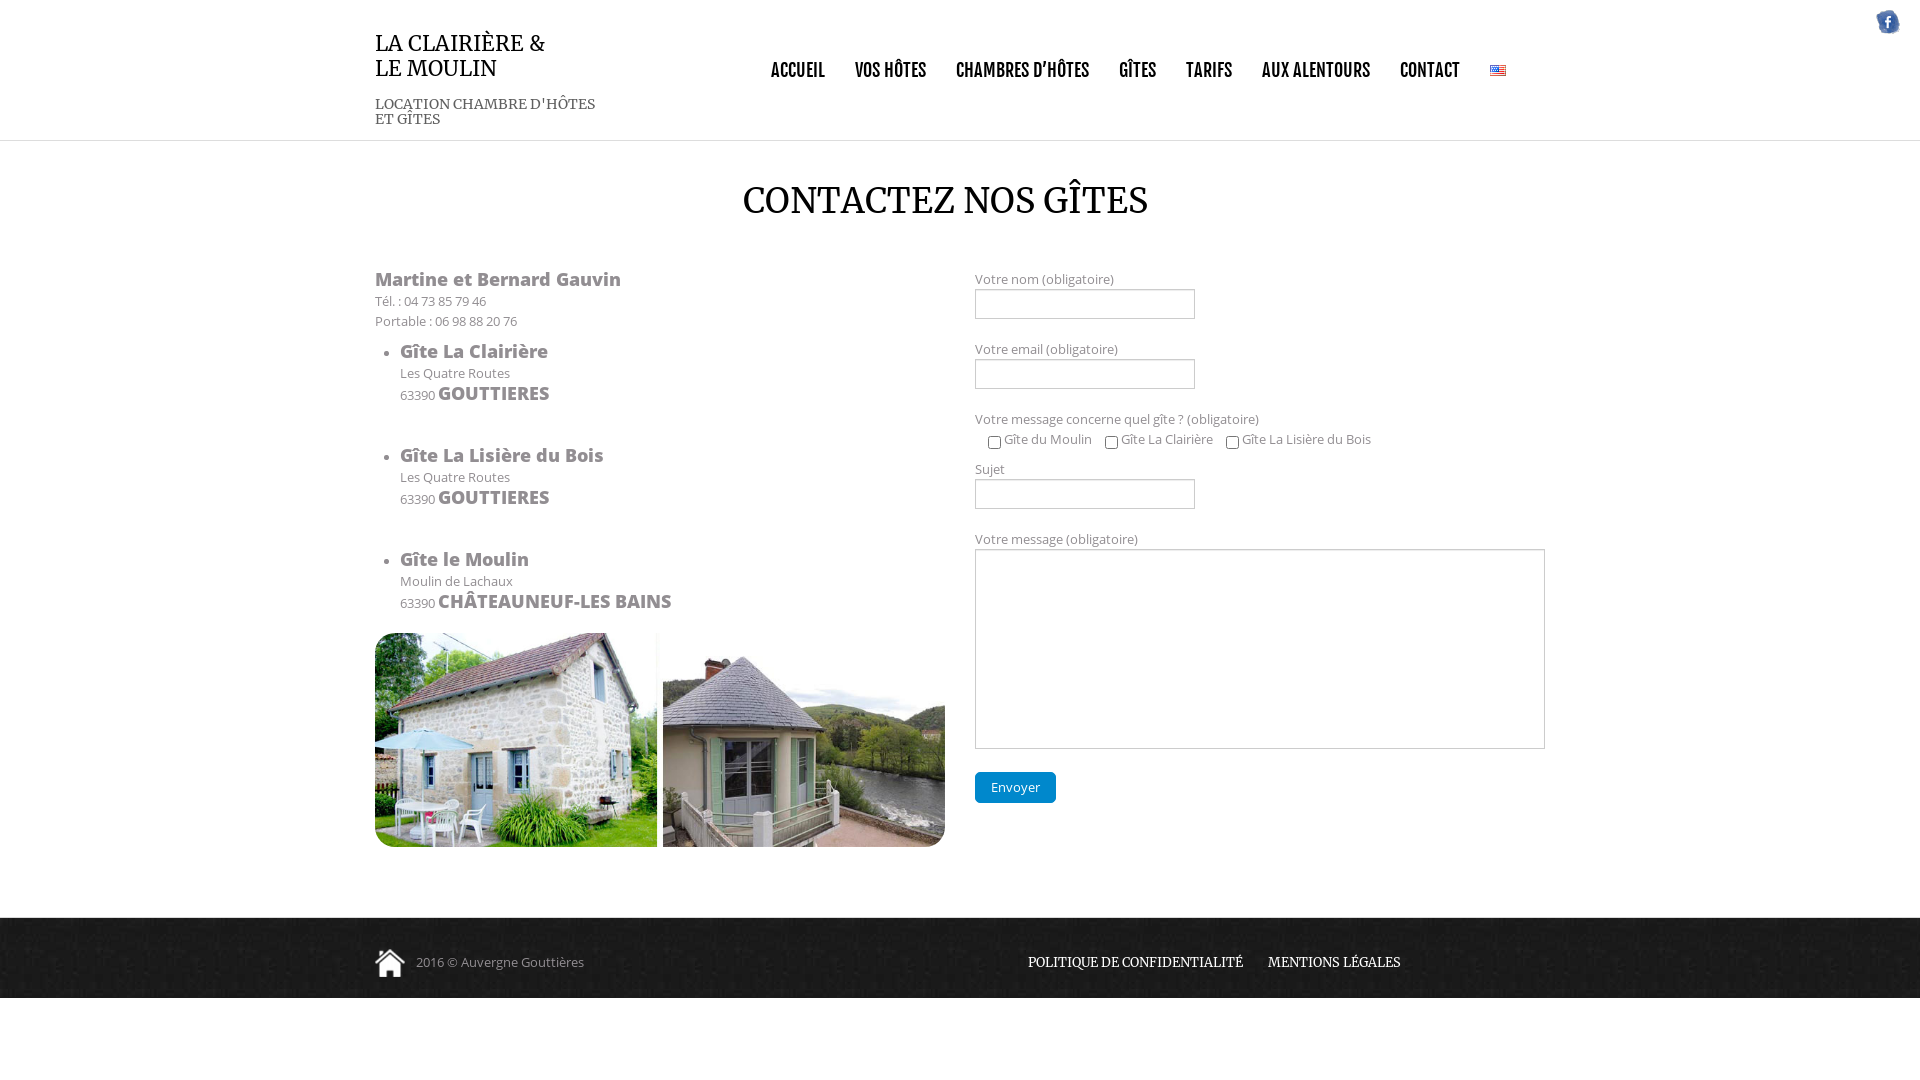 LA CLAIRIÈRE &
LE MOULIN
LOCATION CHAMBRE D'HÔTES
ET GÎTES
ACCUEIL
VOS HÔTES
CHAMBRES D’HÔTES
GÎTES
TARIFS
AUX ALENTOURS
CONTACT
CONTACTEZ NOS GÎTES
Martine et Bernard Gauvin
Tél. : 04 73 85 79 46
Portable : 06 98 88 20 76
Gîte La Clairière
Les Quatre Routes
63390 GOUTTIERES
Gîte La Lisière du Bois
Les Quatre Routes
63390 GOUTTIERES
Gîte le Moulin
Moulin de Lachaux
63390 CHÂTEAUNEUF-LES BAINS
Votre nom (obligatoire)
Votre email (obligatoire)
Votre message concerne quel gîte ? (obligatoire)
Gîte du Moulin Gîte La Clairière Gîte La Lisière du Bois
Sujet
Votre message (obligatoire)
Envoyer
2016 © Auvergne Gouttières
POLITIQUE DE CONFIDENTIALITÉ
MENTIONS LÉGALES